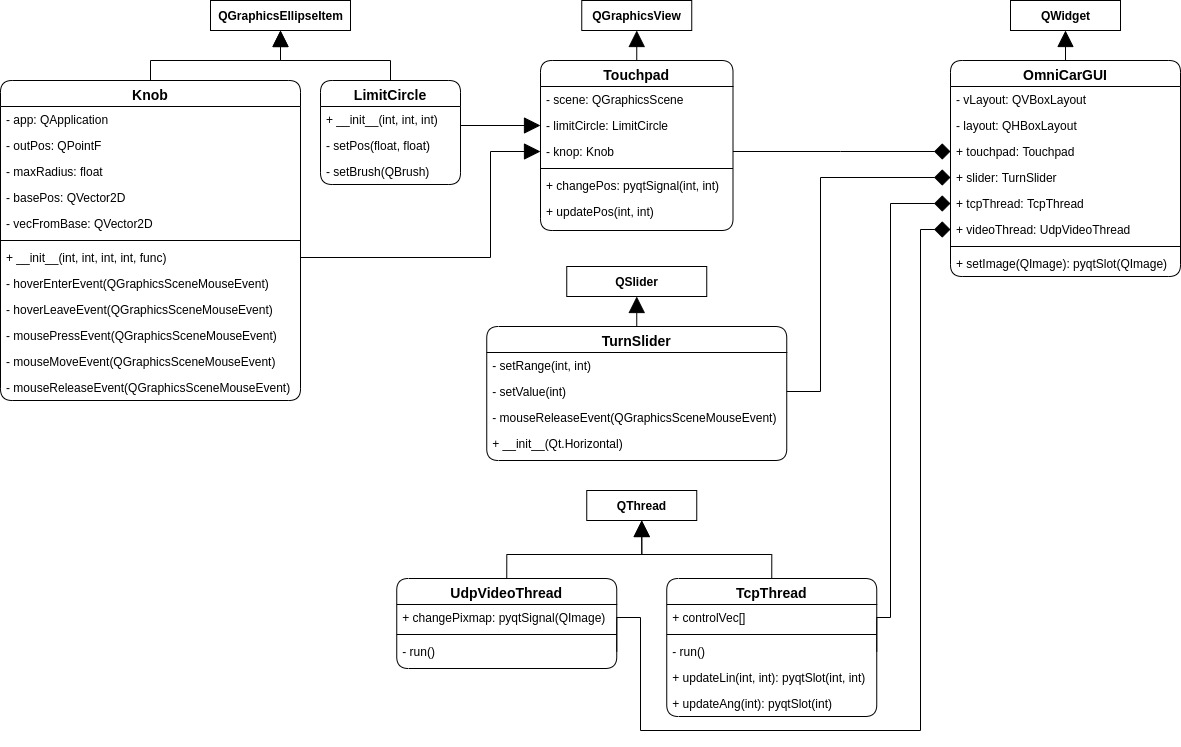 QGraphicsEllipseItem
QGraphicsView
QWidget
Knob
- app: QApplication
- outPos: QPointF
- maxRadius: float
- basePos: QVector2D
- vecFromBase: QVector2D
+ __init__(int, int, int, int, func)
- hoverEnterEvent(QGraphicsSceneMouseEvent)
- hoverLeaveEvent(QGraphicsSceneMouseEvent)
- mousePressEvent(QGraphicsSceneMouseEvent)
- mouseMoveEvent(QGraphicsSceneMouseEvent)
- mouseReleaseEvent(QGraphicsSceneMouseEvent)
LimitCircle
+ __init__(int, int, int)
- setPos(float, float)
- setBrush(QBrush)
Touchpad
- scene: QGraphicsScene
- limitCircle: LimitCircle
- knop: Knob
+ changePos: pyqtSignal(int, int)
+ updatePos(int, int)
OmniCarGUI
- vLayout: QVBoxLayout
- layout: QHBoxLayout
+ touchpad: Touchpad
+ slider: TurnSlider
+ tcpThread: TcpThread
+ videoThread: UdpVideoThread
+ setImage(QImage): pyqtSlot(QImage)
QSlider
TurnSlider
- setRange(int, int)
- setValue(int)
- mouseReleaseEvent(QGraphicsSceneMouseEvent)
+ __init__(Qt.Horizontal)
QThread
UdpVideoThread
+ changePixmap: pyqtSignal(QImage)
- run()
TcpThread
+ controlVec[]
- run()
+ updateLin(int, int): pyqtSlot(int, int)
+ updateAng(int): pyqtSlot(int)